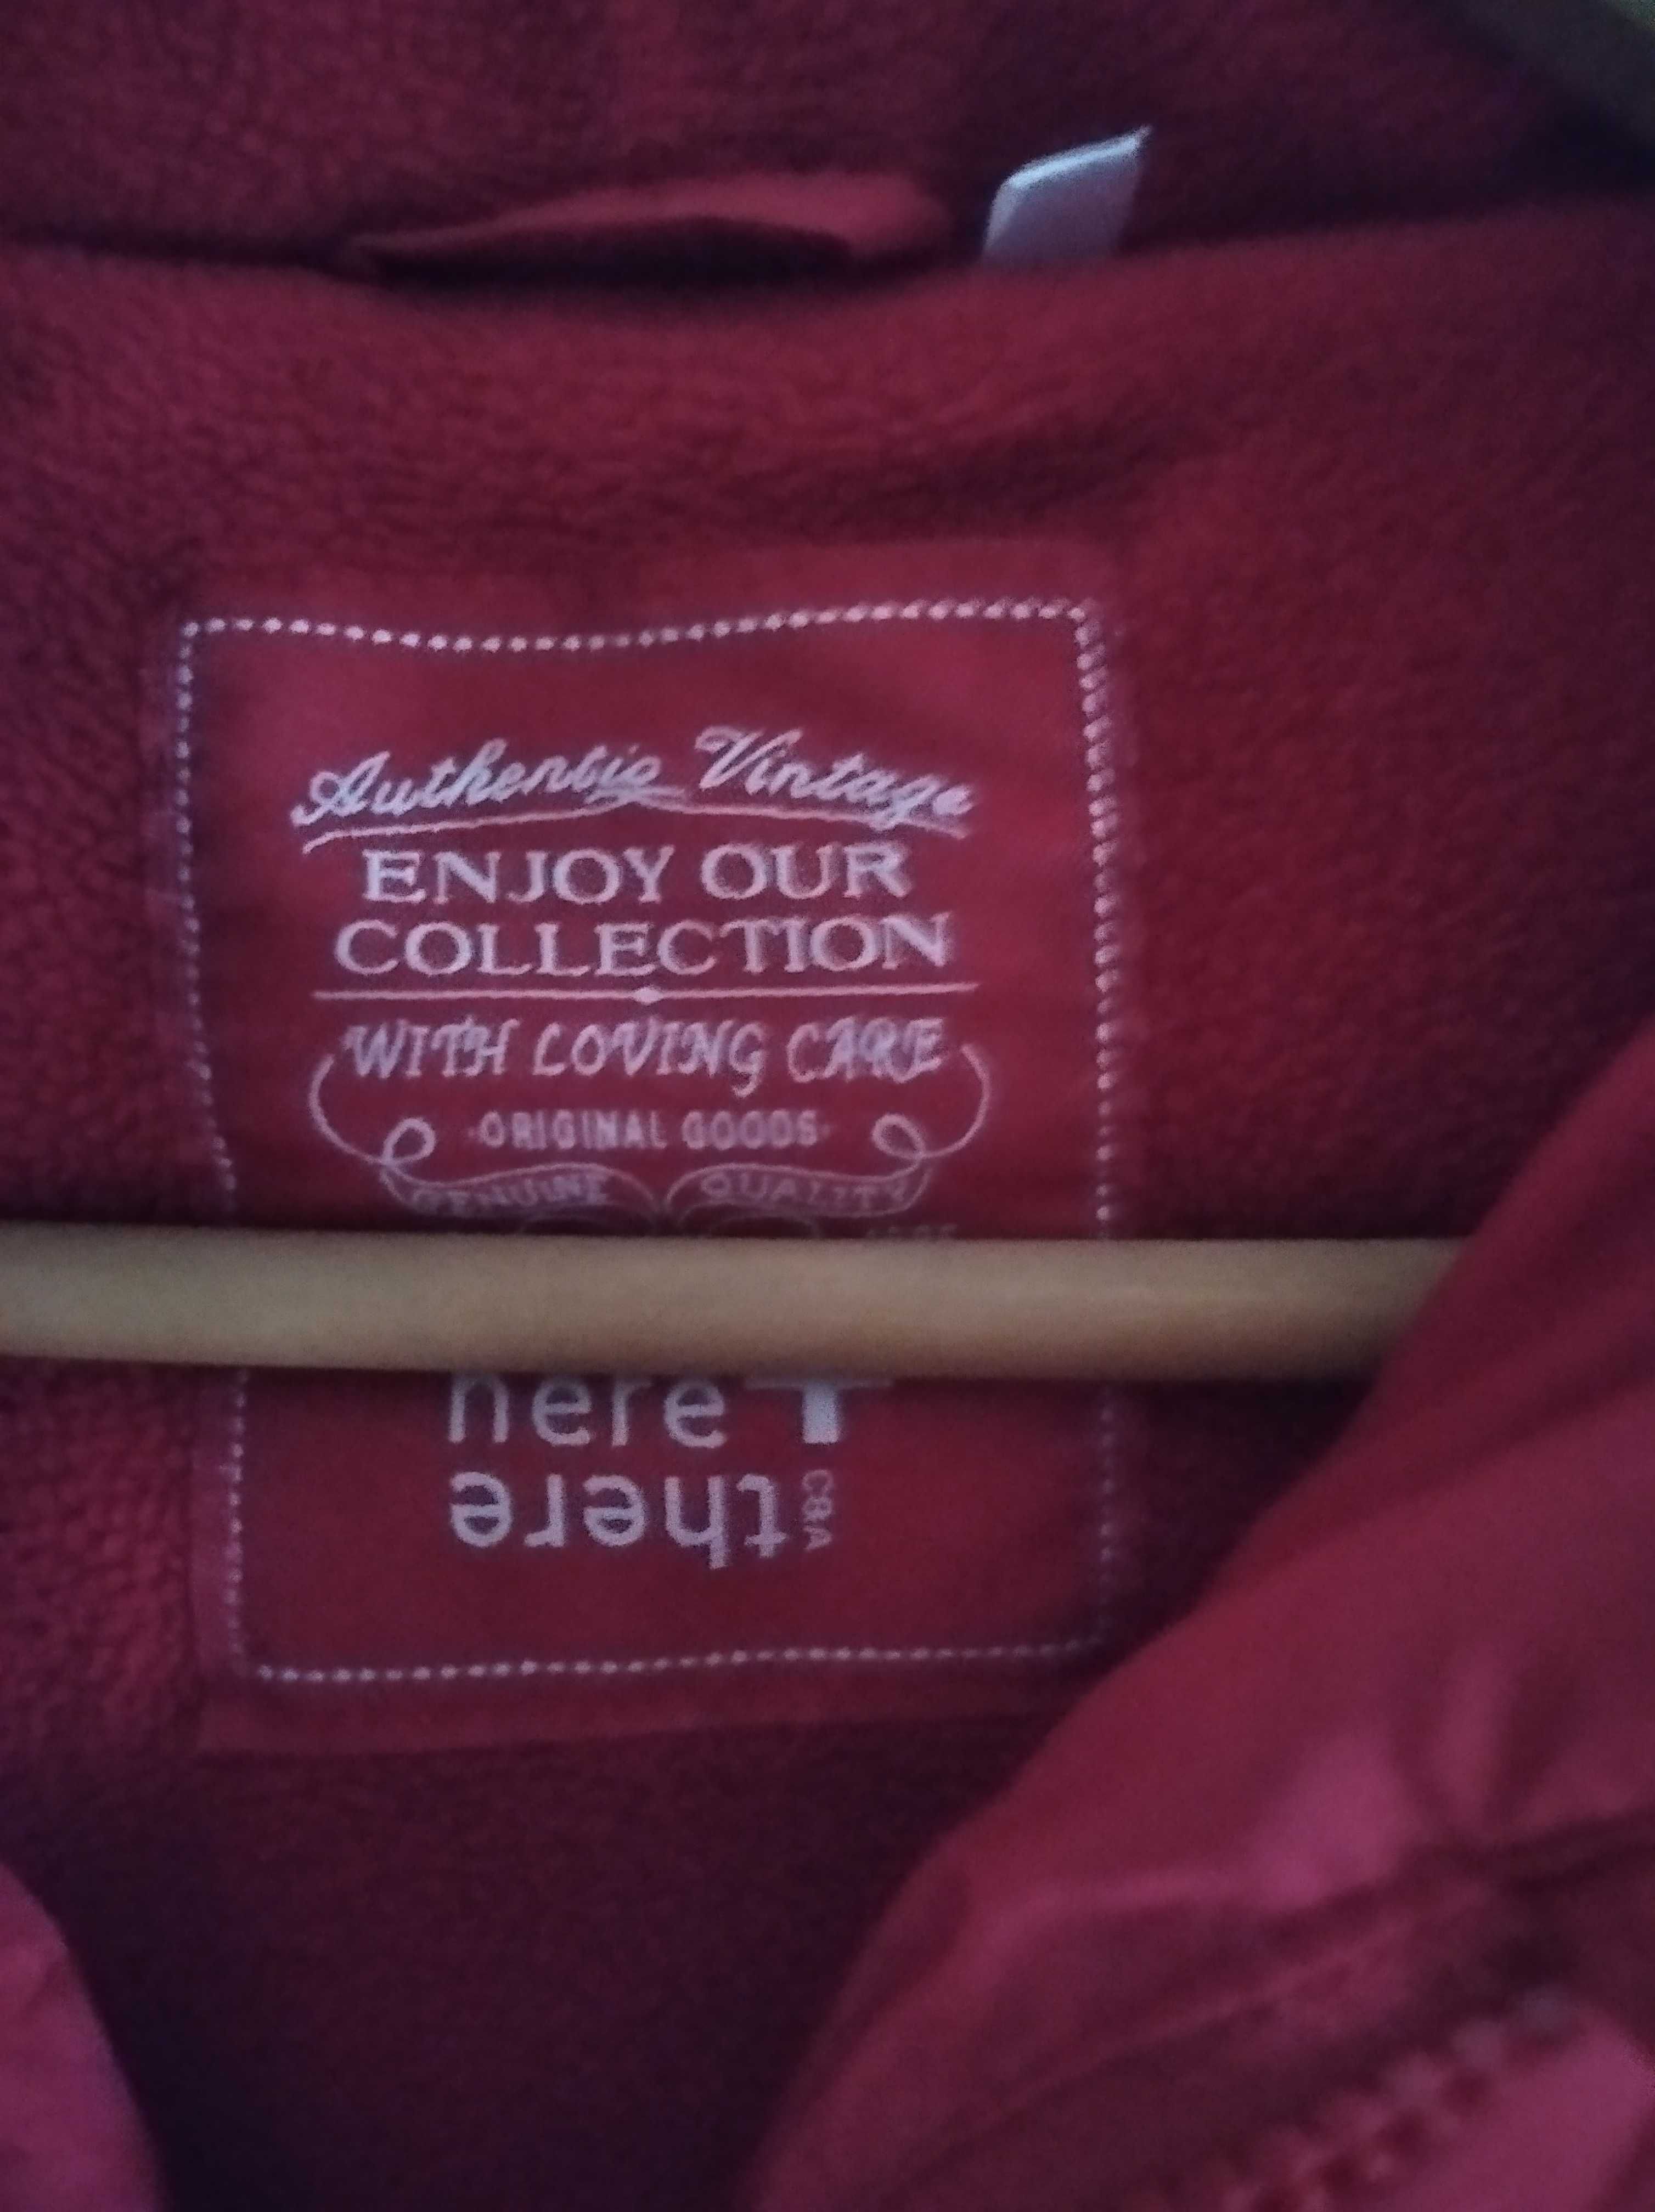 Authentic Vintage
ENJOY OUR
COLLECTION
WITH LOVING CARE
·ORIGINAL GOODS·
GENUINE QUALITY
here
there
C&A